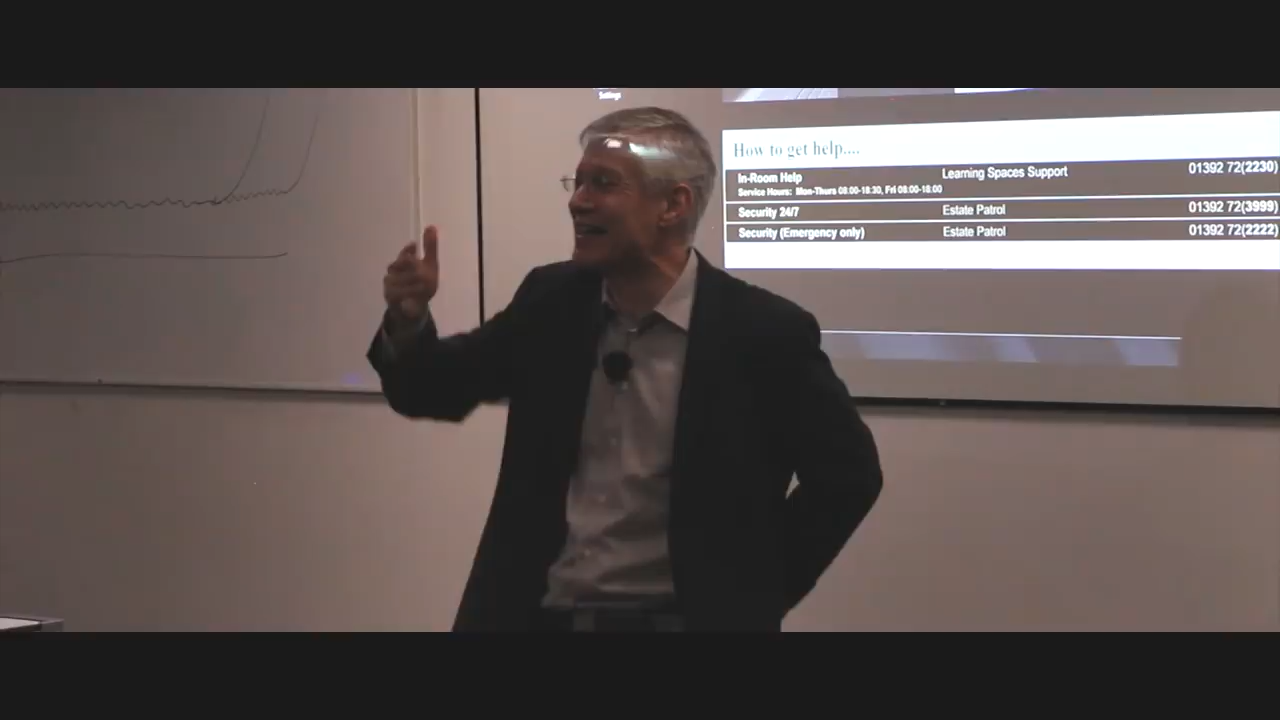 Settings
How to get help....
In-Room Help Learning Spaces Support 01392 72(2230)
Service Hours: Mon-Thurs 08:00-18:30, Fri 08:00-18:00
Security 24/7 Estate Patrol 01392 72(3999)
Security (Emergency only) Estate Patrol 01392 72(2222)